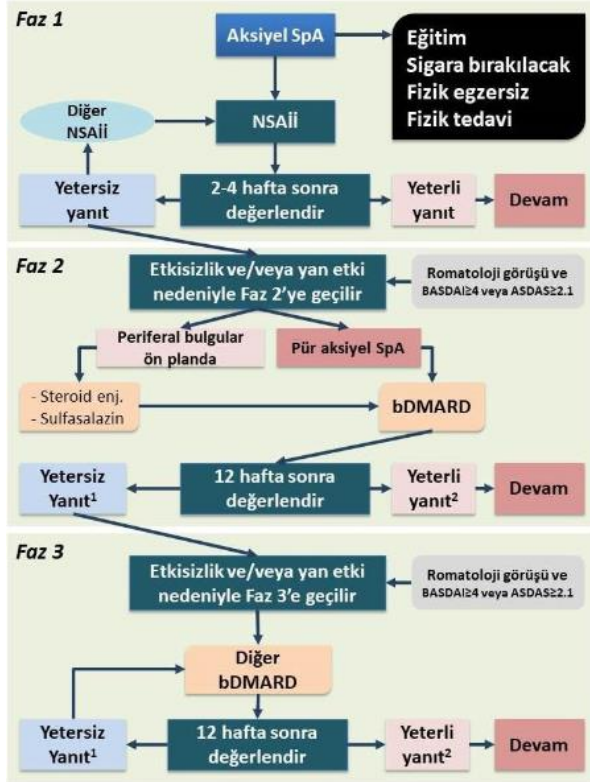 Faz 1
Aksiyel SpA
Eğitim
Sigara bırakılacak
Fizik egzersiz
Fizik tedavi
Diğer
NSAİİ
NSAİİ
Yetersiz
yanıt
2-4 hafta sonra
değerlendir
Yeterli
yanıt
Devam
Faz 2
Etkisizlik ve/veya yan etki
nedeniyle Faz 2'ye geçilir
Romatoloji görüşü ve
BASDAI≥4 veya ASDAS≥2.1
Periferal bulgular
ön planda
Pür aksiyel SpA
- Steroid enj.
- Sulfasalazin
bDMARD
Yetersiz
Yanıt¹
12 hafta sonra
değerlendir
Yeterli
yanıt²
Devam
Faz 3
Etkisizlik ve/veya yan etki
nedeniyle Faz 3'e geçilir
Romatoloji görüşü ve
BASDAI≥4 veya ASDAS≥2.1
Diğer
bDMARD
Yetersiz
Yanıt¹
12 hafta sonra
değerlendir
Yeterli
yanıt²
Devam